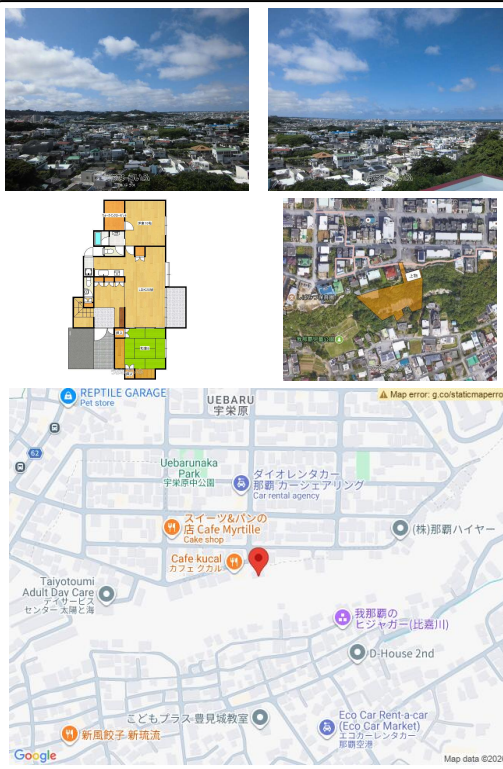 REPTILE GARAGE
Pet store
UEBARU
宇栄原
Map error: g.co/staticmaperro
62
Uebarunaka
Park
宇栄原中公園
ダイオレンタカー
那覇 カーシェアリング
Car rental agency
スイーツ&パンの
店 Cafe Myrtille
Cake shop
(株)那覇ハイヤー
Cafe kucal
カフェ クカル
Taiyotoumi
Adult Day Care
デイサービス
センター 太陽と海
我那覇の
ヒジャガー(比嘉川)
D-House 2nd
こどもプラス 豊見城教室
Eco Car Rent-a-car
(Eco Car Market)
エコカーレンタカー
那覇空港
新風餃子 新琉流
Google
Map data ©202